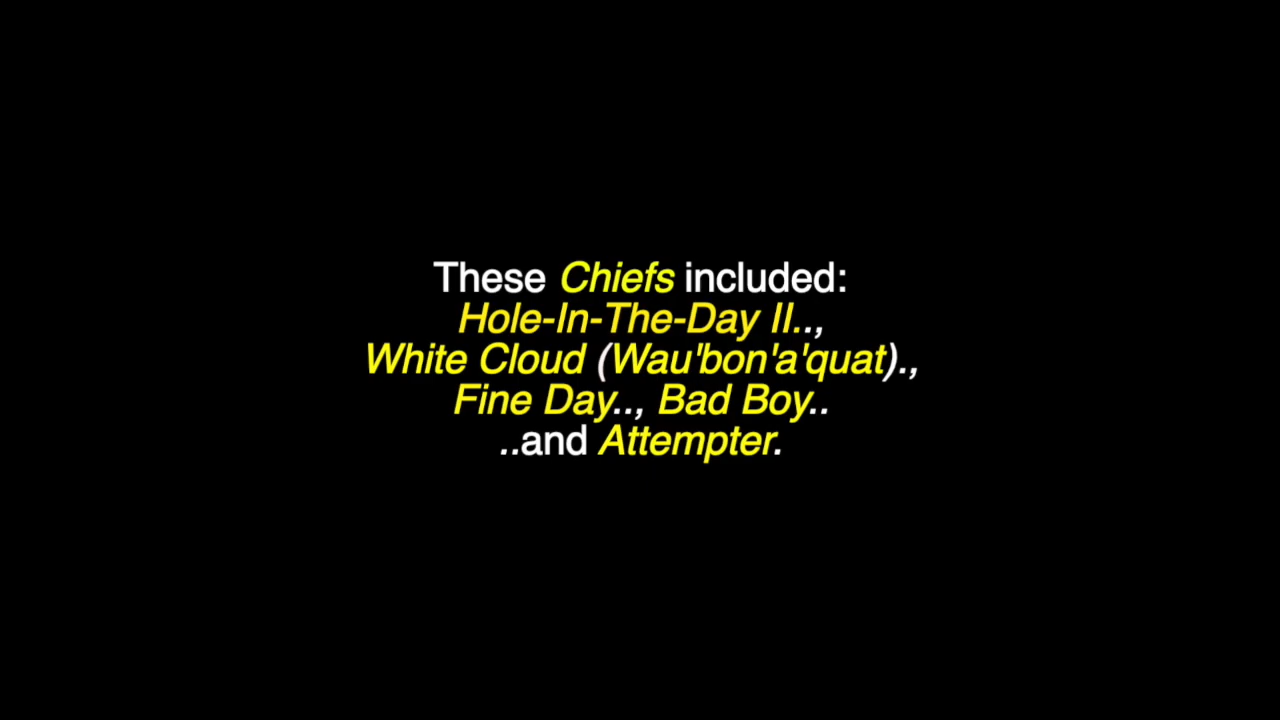 These Chiefs included:
Hole-In-The-Day II..,
White Cloud (Wau'bon'a'quat).,
Fine Day.., Bad Boy..
..and Attempter.